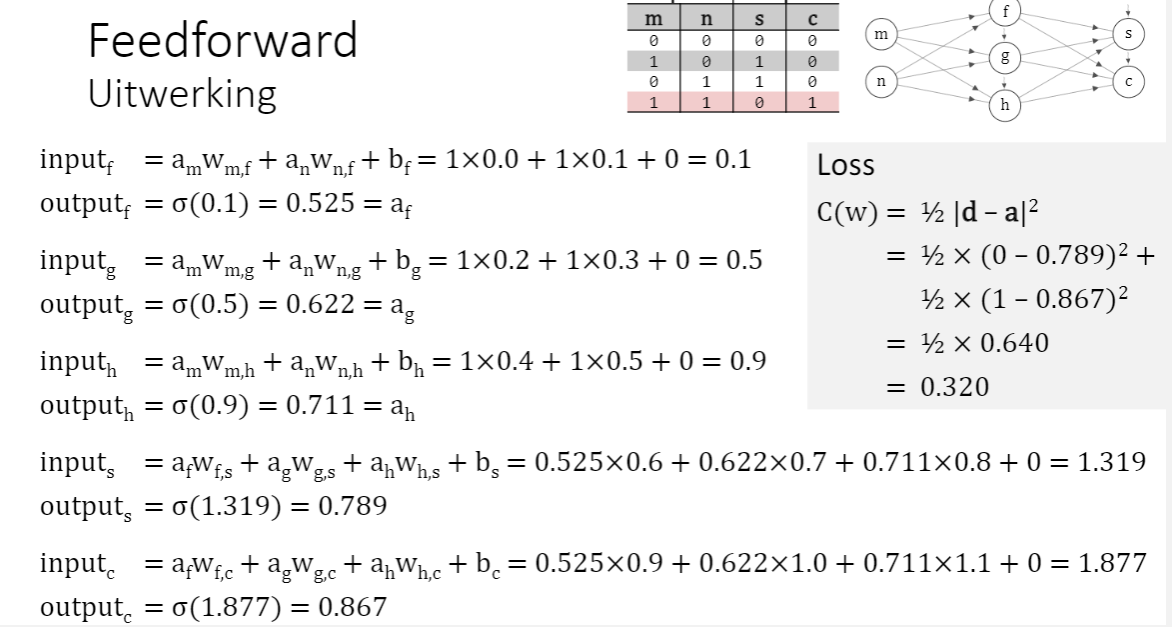 Feedforward
Uitwerking
m n s c
0 0 0 0
1 0 1 0
0 1 1 0
1 1 0 1
m
n
f
g
h
s
c
input_f = a_m w_m,f + a_n w_n,f + b_f = 1×0.0 + 1×0.1 + 0 = 0.1
output_f = σ(0.1) = 0.525 = a_f
input_g = a_m w_m,g + a_n w_n,g + b_g = 1×0.2 + 1×0.3 + 0 = 0.5
output_g = σ(0.5) = 0.622 = a_g
input_h = a_m w_m,h + a_n w_n,h + b_h = 1×0.4 + 1×0.5 + 0 = 0.9
output_h = σ(0.9) = 0.711 = a_h
input_s = a_f w_f,s + a_g w_g,s + a_h w_h,s + b_s = 0.525×0.6 + 0.622×0.7 + 0.711×0.8 + 0 = 1.319
output_s = σ(1.319) = 0.789
input_c = a_f w_f,c + a_g w_g,c + a_h w_h,c + b_c = 0.525×0.9 + 0.622×1.0 + 0.711×1.1 + 0 = 1.877
output_c = σ(1.877) = 0.867
Loss
C(w) = ½ |d – a|²
= ½ × (0 – 0.789)² +
½ × (1 – 0.867)²
= ½ × 0.640
= 0.320